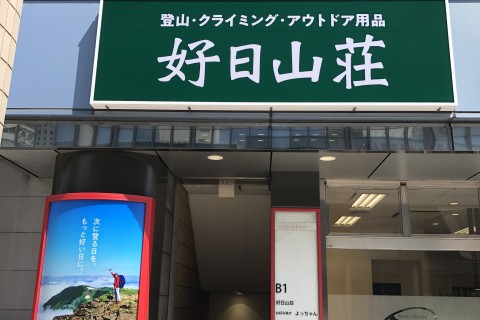 登山・クライミング・アウトドア用品
好日山荘
次に登る日を、
もっと好い日に。
B1
好日山荘
よっちゃん